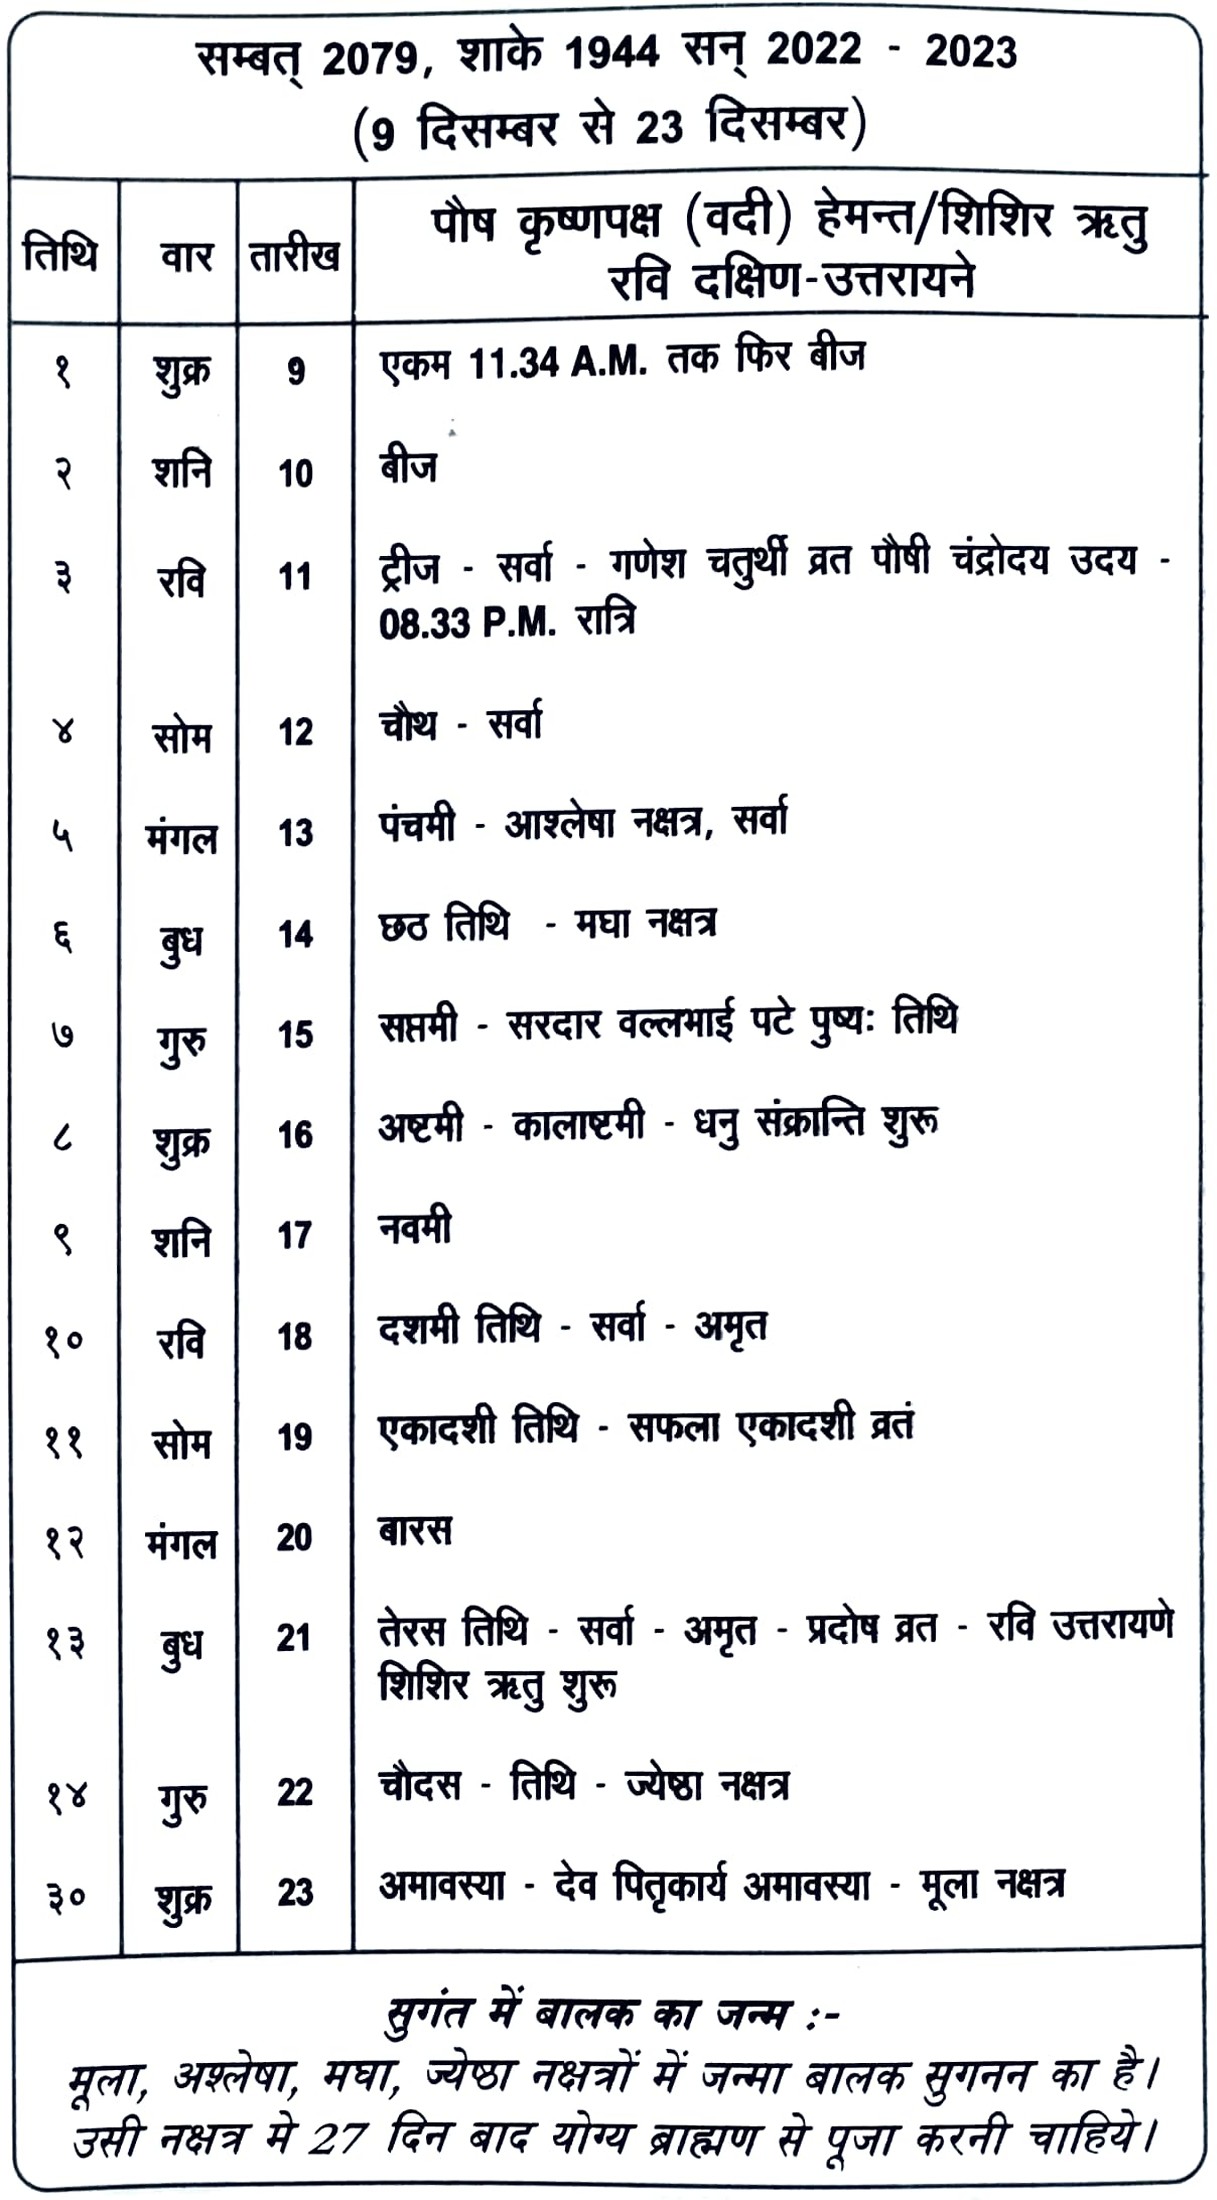 सम्बत् 2079, शाके 1944 सन् 2022 - 2023
(9 दिसम्बर से 23 दिसम्बर)
तिथि वार तारीख पौष कृष्णपक्ष (वदी) हेमन्त/शिशिर ऋतु
रवि दक्षिण-उत्तरायने
१ शुक्र 9 एकम 11.34 A.M. तक फिर बीज
२ शनि 10 बीज
३ रवि 11 ट्रीज - सर्वा - गणेश चतुर्थी व्रत पौषी चंद्रोदय उदय -
08.33 P.M. रात्रि
४ सोम 12 चौथ - सर्वा
५ मंगल 13 पंचमी - आश्लेषा नक्षत्र, सर्वा
६ बुध 14 छठ तिथि - मघा नक्षत्र
७ गुरु 15 सप्तमी - सरदार वल्लभाई पटे पुष्यः तिथि
८ शुक्र 16 अष्टमी - कालाष्टमी - धनु संक्रान्ति शुरू
९ शनि 17 नवमी
१० रवि 18 दशमी तिथि - सर्वा - अमृत
११ सोम 19 एकादशी तिथि - सफला एकादशी व्रतं
१२ मंगल 20 बारस
१३ बुध 21 तेरस तिथि - सर्वा - अमृत - प्रदोष व्रत - रवि उत्तरायणे
शिशिर ऋतु शुरू
१४ गुरु 22 चौदस - तिथि - ज्येष्ठा नक्षत्र
३० शुक्र 23 अमावस्या - देव पितृकार्य अमावस्या - मूला नक्षत्र
सुगंत में बालक का जन्म :-
मूला, अश्लेषा, मघा, ज्येष्ठा नक्षत्रों में जन्मा बालक सुगनन का है।
उसी नक्षत्र मे 27 दिन बाद योग्य ब्राह्मण से पूजा करनी चाहिये।